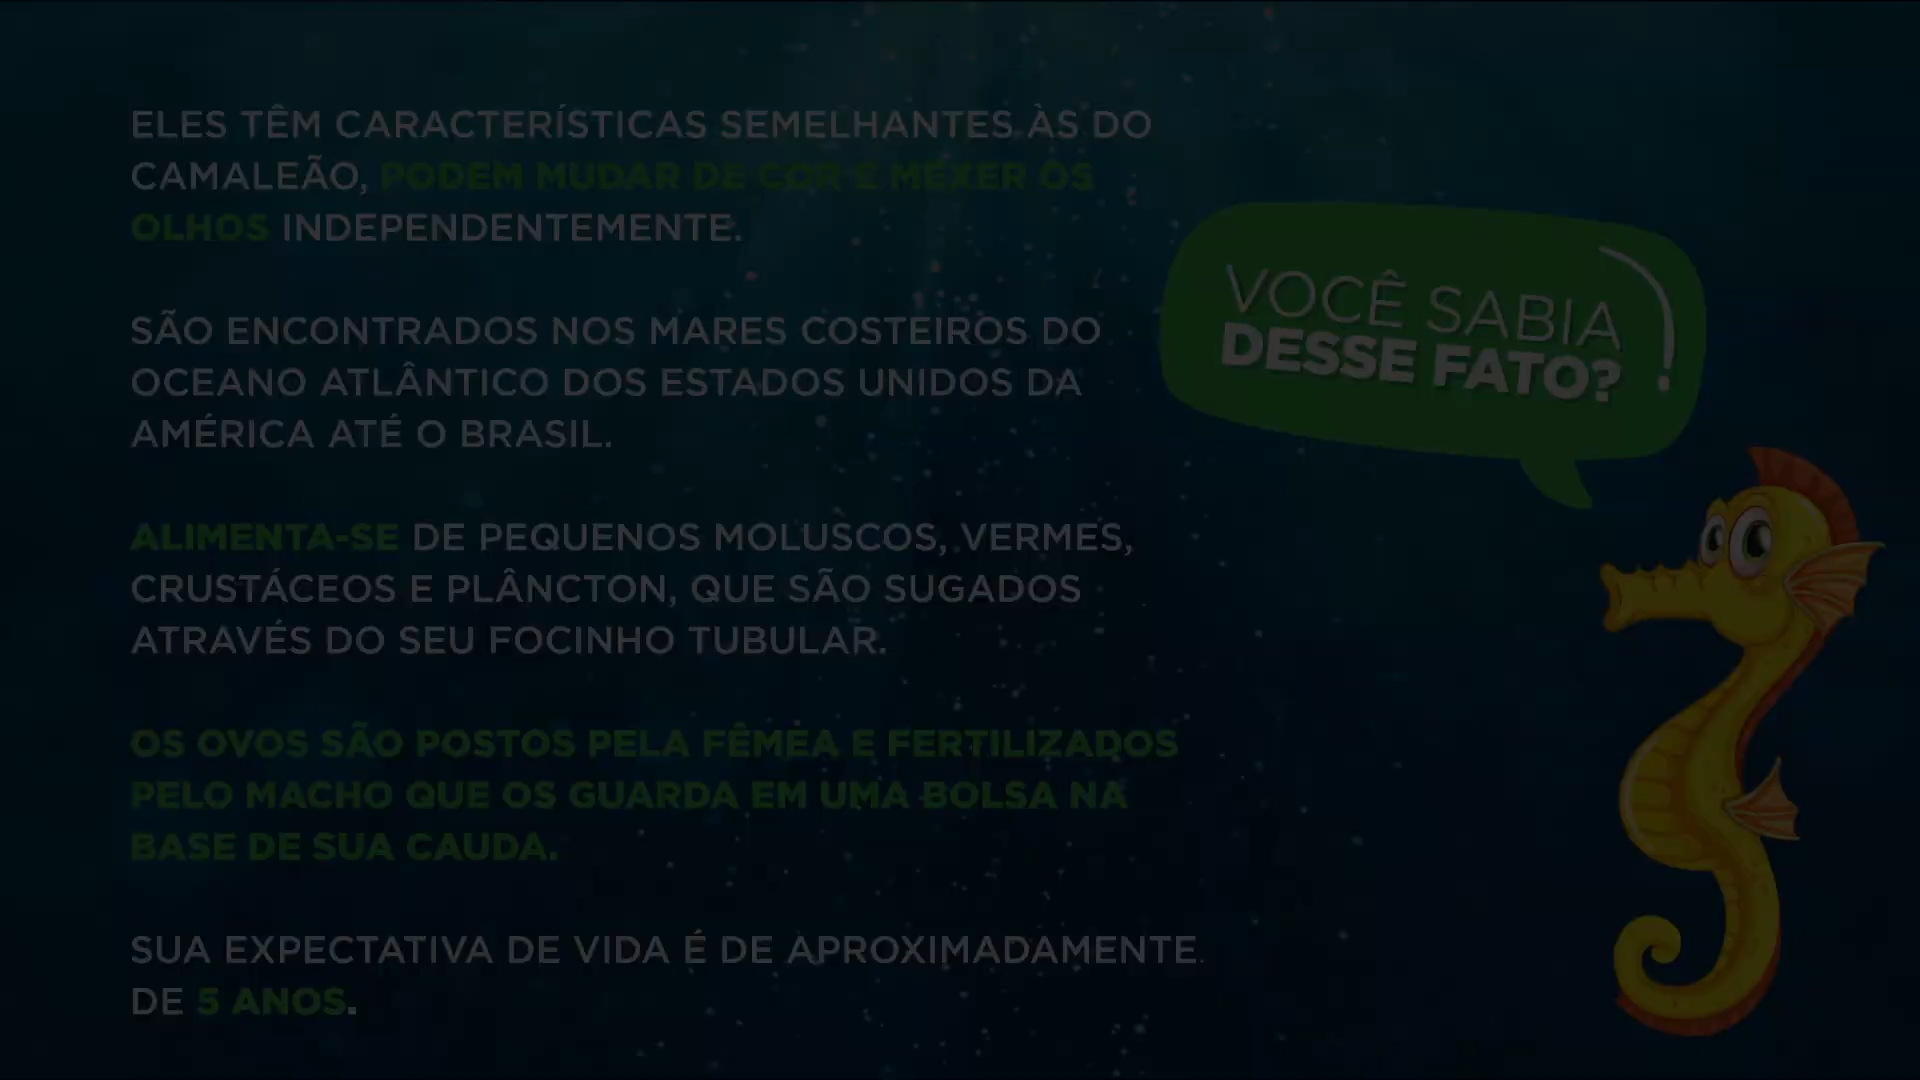 ELES TÊM CARACTERÍSTICAS SEMELHANTES ÀS DO
CAMALEÃO, PODEM MUDAR DE COR E MEXER OS
OLHOS INDEPENDENTEMENTE.
SÃO ENCONTRADOS NOS MARES COSTEIROS DO
OCEANO ATLÂNTICO DOS ESTADOS UNIDOS DA
AMÉRICA ATÉ O BRASIL.
ALIMENTA-SE DE PEQUENOS MOLUSCOS, VERMES,
CRUSTÁCEOS E PLÂNCTON, QUE SÃO SUGADOS
ATRAVÉS DO SEU FOCINHO TUBULAR.
OS OVOS SÃO POSTOS PELA FÊMEA E FERTILIZADOS
PELO MACHO QUE OS GUARDA EM UMA BOLSA NA
BASE DE SUA CAUDA.
SUA EXPECTATIVA DE VIDA É DE APROXIMADAMENTE
DE 5 ANOS.
VOCÊ SABIA
DESSE FATO?